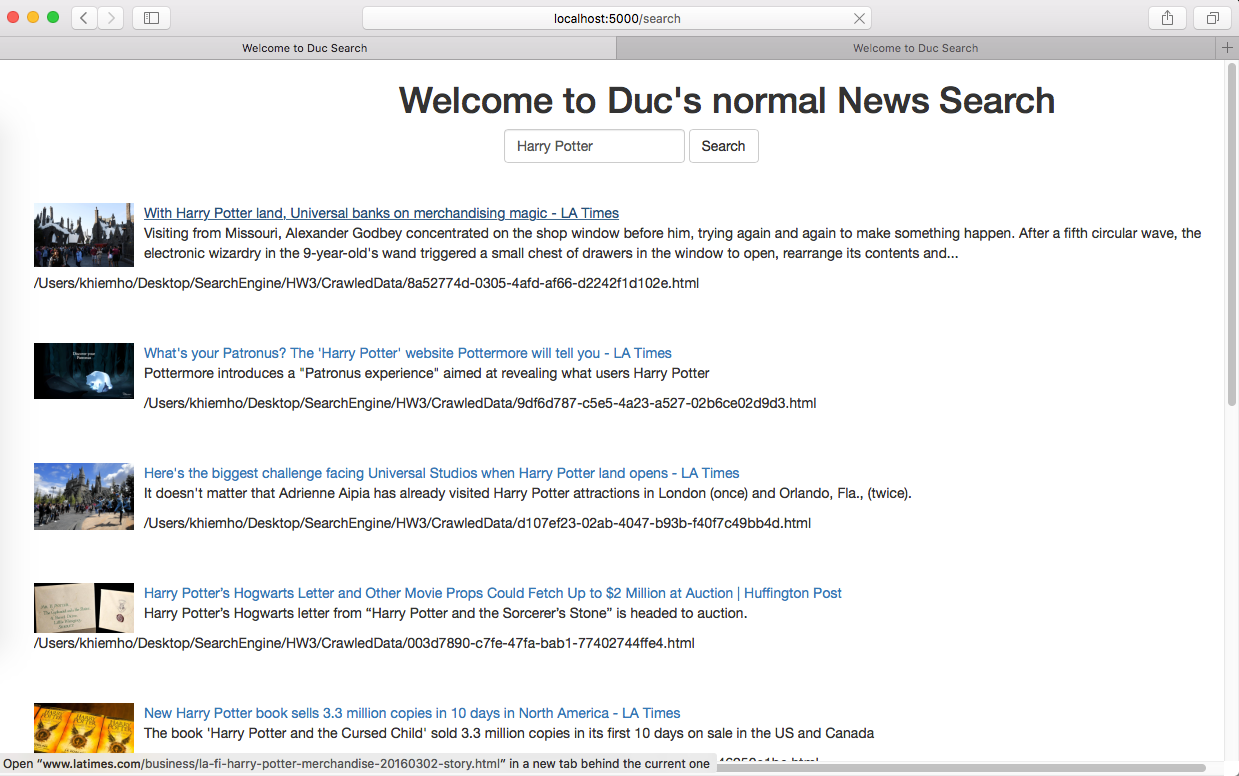 localhost:5000/search
Welcome to Duc Search
Welcome to Duc Search
Welcome to Duc's normal News Search
Harry Potter
Search
With Harry Potter land, Universal banks on merchandising magic - LA Times
Visiting from Missouri, Alexander Godbey concentrated on the shop window before him, trying again and again to make something happen. After a fifth circular wave, the
electronic wizardry in the 9-year-old's wand triggered a small chest of drawers in the window to open, rearrange its contents and...
/Users/khiemho/Desktop/SearchEngine/HW3/CrawledData/8a52774d-0305-4afd-af66-d2242f1d102e.html
What's your Patronus? The 'Harry Potter' website Pottermore will tell you - LA Times
Pottermore introduces a "Patronus experience" aimed at revealing what users Harry Potter
/Users/khiemho/Desktop/SearchEngine/HW3/CrawledData/9df6d787-c5e5-4a23-a527-02b6ce02d9d3.html
Here's the biggest challenge facing Universal Studios when Harry Potter land opens - LA Times
It doesn't matter that Adrienne Aipia has already visited Harry Potter attractions in London (once) and Orlando, Fla., (twice).
/Users/khiemho/Desktop/SearchEngine/HW3/CrawledData/d107ef23-02ab-4047-b93b-f40f7c49bb4d.html
Harry Potter’s Hogwarts Letter and Other Movie Props Could Fetch Up to $2 Million at Auction | Huffington Post
Harry Potter’s Hogwarts letter from “Harry Potter and the Sorcerer’s Stone” is headed to auction.
/Users/khiemho/Desktop/SearchEngine/HW3/CrawledData/003d7890-c7fe-47fa-bab1-77402744ffe4.html
New Harry Potter book sells 3.3 million copies in 10 days in North America - LA Times
The book 'Harry Potter and the Cursed Child' sold 3.3 million copies in its first 10 days on sale in the US and Canada
Open “www.latimes.com/business/la-fi-harry-potter-merchandise-20160302-story.html” in a new tab behind the current one